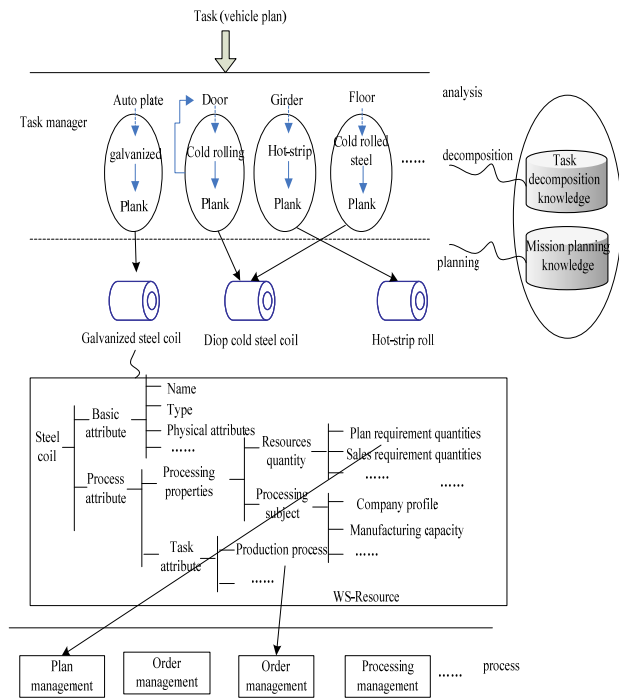 Task (vehicle plan)
Auto plate
Door
Girder
Floor
analysis
Task manager
galvanized
Cold rolling
Hot-strip
Cold rolled
steel
......
decomposition
Task
decomposition
knowledge
Plank
Plank
Plank
Plank
Mission planning
knowledge
planning
Galvanized steel coil
Diop cold steel coil
Hot-strip roll
Name
Type
Physical attributes
......
Basic
attribute
Steel
coil
Process
attribute
Processing
properties
Resources
quantity
Plan requirement quantities
Sales requirement quantities
......
......
Processing
subject
Company profile
Manufacturing capacity
......
Task
attribute
Production process
......
WS-Resource
Plan
management
Order
management
Order
management
Processing
management
......
process